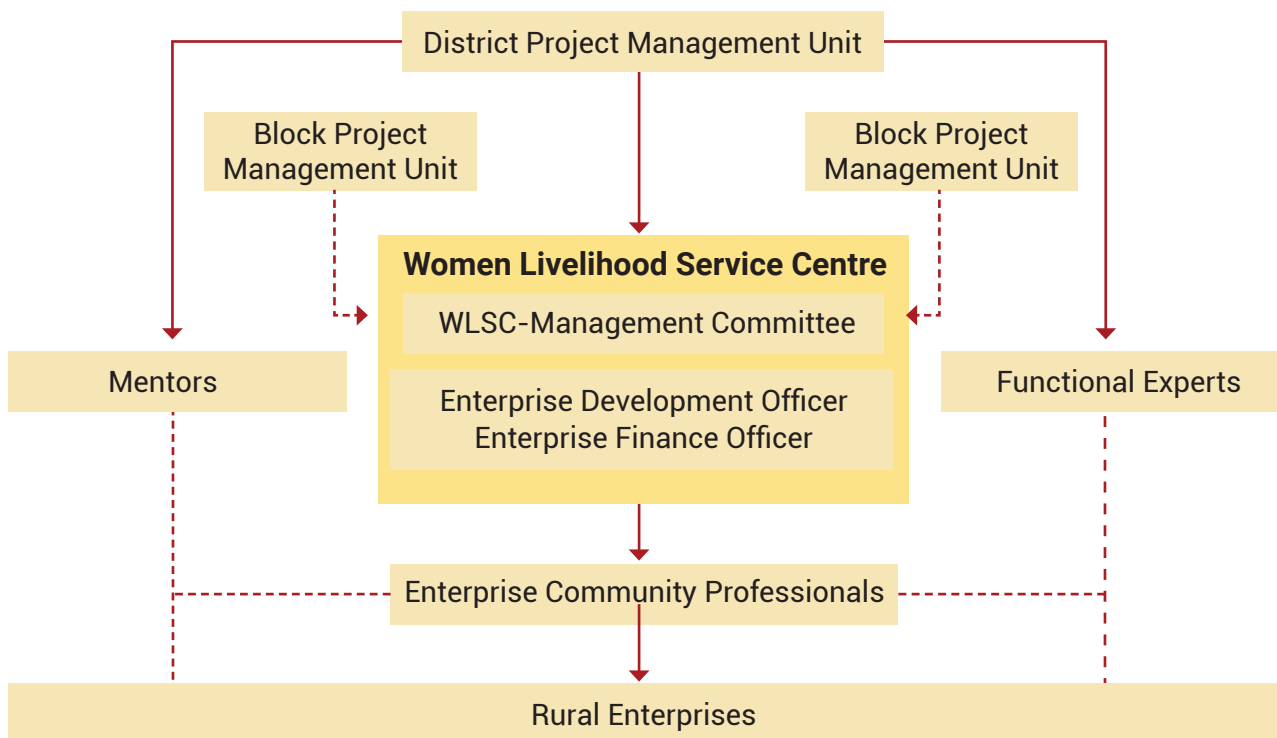 District Project Management Unit
Block Project
Management Unit
Block Project
Management Unit
Women Livelihood Service Centre
WLSC-Management Committee
Mentors
Enterprise Development Officer
Enterprise Finance Officer
Functional Experts
Enterprise Community Professionals
Rural Enterprises